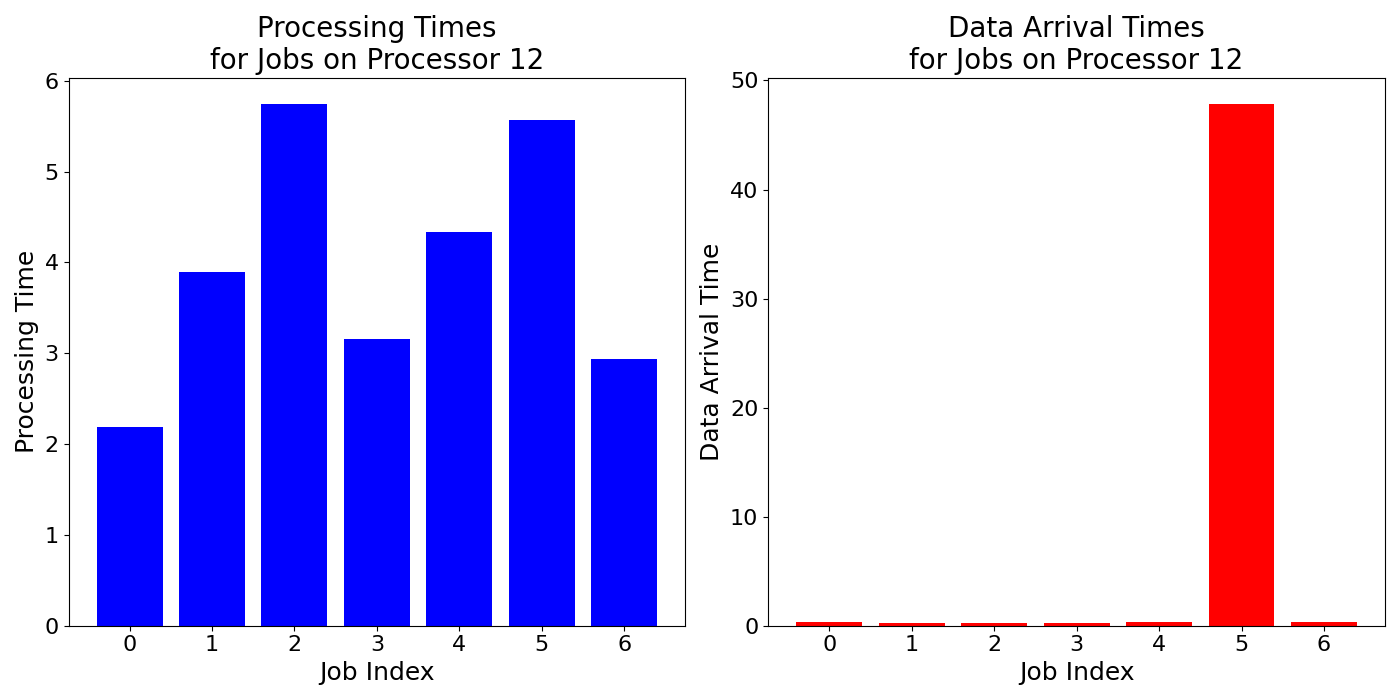 Processing Times
for Jobs on Processor 12
Processing Time
6
5
4
3
2
1
0
0 1 2 3 4 5 6
Job Index
Data Arrival Times
for Jobs on Processor 12
Data Arrival Time
50
40
30
20
10
0
0 1 2 3 4 5 6
Job Index